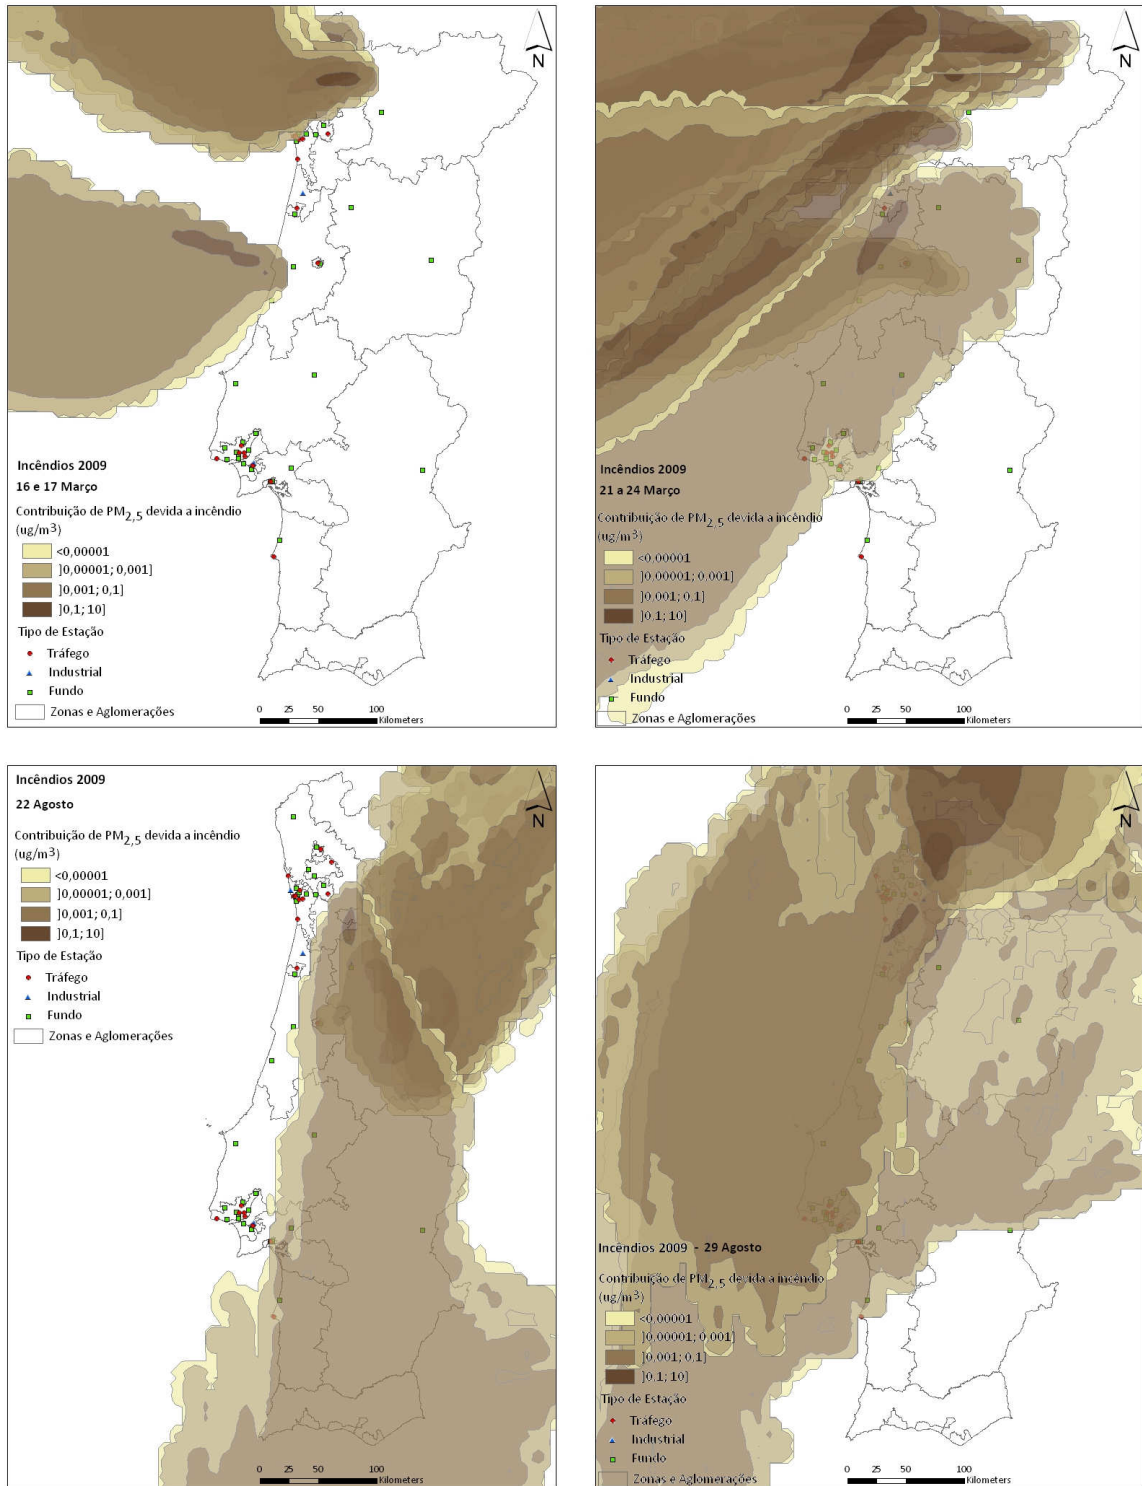 N
Incêndios 2009
16 e 17 Março
Contribuição de PM2,5 devida a incêndio
(ug/m3)
<0,00001
]0,00001; 0,001]
]0,001; 0,1]
]0,1; 10]
Tipo de Estação
Tráfego
Industrial
Fundo
Zonas e Aglomerações
0 25 50 100
Kilometers
N
Incêndios 2009
21 a 24 Março
Contribuição de PM2,5 devida a incêndio
(ug/m3)
<0,00001
]0,00001; 0,001]
]0,001; 0,1]
]0,1; 10]
Tipo de Estação
Tráfego
Industrial
Fundo
Zonas e Aglomerações
0 25 50 100
Kilometers
Incêndios 2009
22 Agosto
N
Contribuição de PM2,5 devida a incêndio
(ug/m3)
<0,00001
]0,00001; 0,001]
]0,001; 0,1]
]0,1; 10]
Tipo de Estação
Tráfego
Industrial
Fundo
Zonas e Aglomerações
0 25 50 100
Kilometers
N
Incêndios 2009 - 29 Agosto
Contribuição de PM2,5 devida a incêndio
(ug/m3)
<0,00001
]0,00001; 0,001]
]0,001; 0,1]
]0,1; 10]
Tipo de Estação
Tráfego
Industrial
Fundo
Zonas e Aglomerações
0 25 50 100
Kilometers